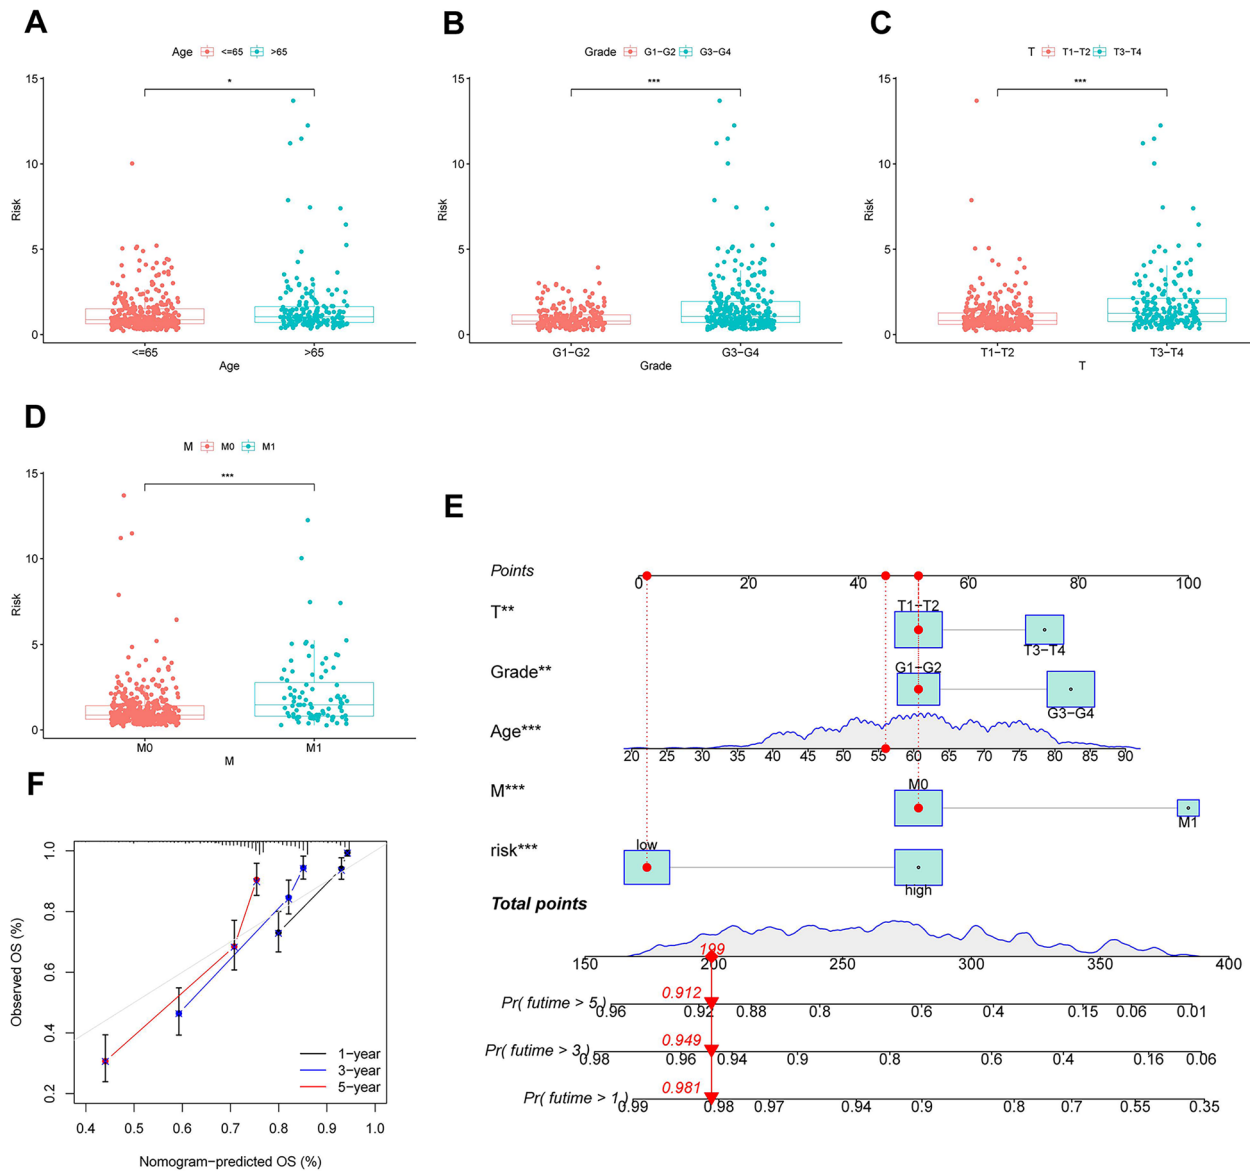 A
Age <=65 >65
15
10
5
0
Risk
*
<=65 >65
Age
B
Grade G1−G2 G3−G4
15
10
5
0
Risk
***
G1−G2 G3−G4
Grade
C
T T1−T2 T3−T4
15
10
5
0
Risk
***
T1−T2 T3−T4
T
D
M M0 M1
15
10
5
0
Risk
***
M0 M1
M
E
Points
0 20 40 60 80 100
T**
T1−T2
T3−T4
Grade**
G1−G2
G3−G4
Age***
20 25 30 35 40 45 50 55 60 65 70 75 80 85 90
M***
M0
M1
risk***
low
high
Total points
199
150 200 250 300 350 400
0.912
Pr( futime > 5 )
0.96 0.92 0.88 0.8 0.6 0.4 0.15 0.06 0.01
0.949
Pr( futime > 3 )
0.98 0.96 0.94 0.9 0.8 0.6 0.4 0.16 0.06
0.981
Pr( futime > 1 )
0.99 0.98 0.97 0.94 0.9 0.8 0.7 0.55 0.35
F
1.0
0.8
0.6
0.4
0.2
Observed OS (%)
1−year
3−year
5−year
0.4 0.5 0.6 0.7 0.8 0.9 1.0
Nomogram−predicted OS (%)